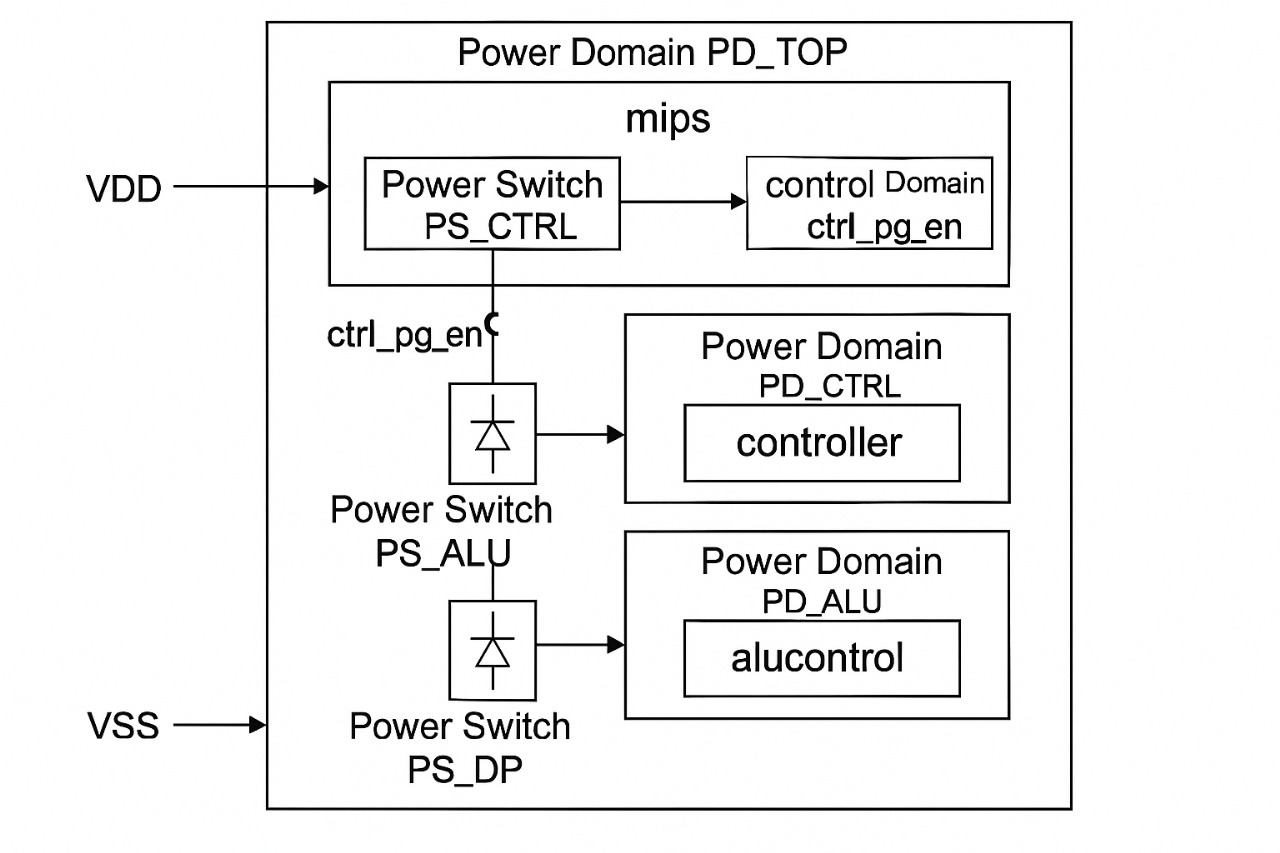 Power Domain PD_TOP
mips
VDD
Power Switch
PS_CTRL
control Domain
ctrl_pg_en
ctrl_pg_en
Power Domain
PD_CTRL
controller
Power Switch
PS_ALU
Power Domain
PD_ALU
alucontrol
VSS
Power Switch
PS_DP